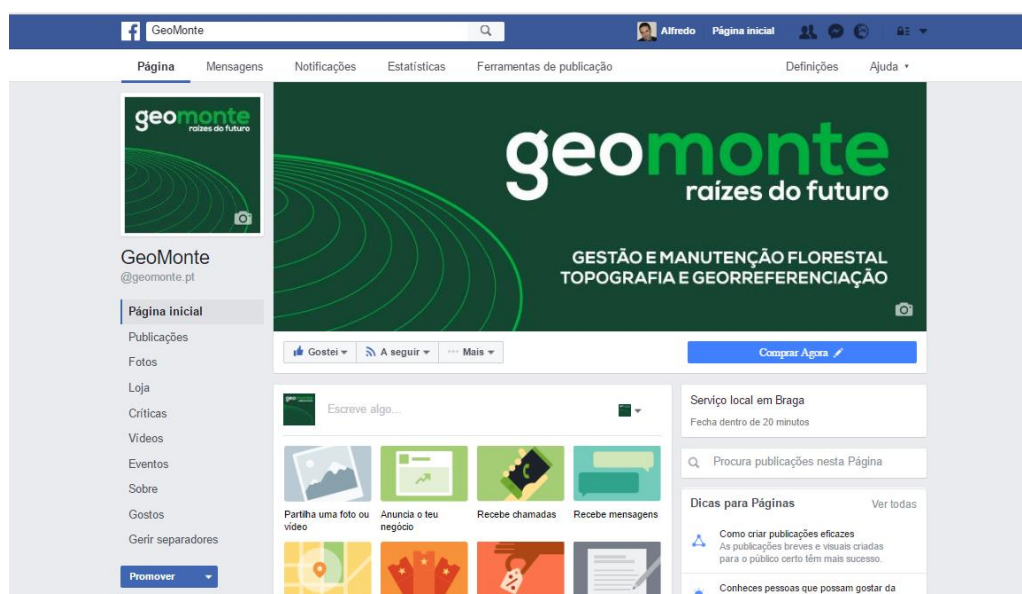 GeoMonte
Alfredo Página inicial
Página Mensagens Notificações Estatísticas Ferramentas de publicação Definições Ajuda
geomonte
raízes do futuro
geomonte
raízes do futuro
GESTÃO E MANUTENÇÃO FLORESTAL
TOPOGRAFIA E GEORREFERENCIAÇÃO
GeoMonte
@geomonte.pt
Página inicial
Publicações
Fotos
Loja
Críticas
Vídeos
Eventos
Sobre
Gostos
Gerir separadores
Promover
Gostei A seguir ··· Mais
Comprar Agora
Escreve algo...
Partilha uma foto ou
vídeo
Anuncia o teu
negócio
Recebe chamadas
Recebe mensagens
Serviço local em Braga
Fecha dentro de 20 minutos
Procura publicações nesta Página
Dicas para Páginas Ver todas
Como criar publicações eficazes
As publicações breves e visuais criadas
para o público certo têm mais sucesso.
Conheces pessoas que possam gostar da